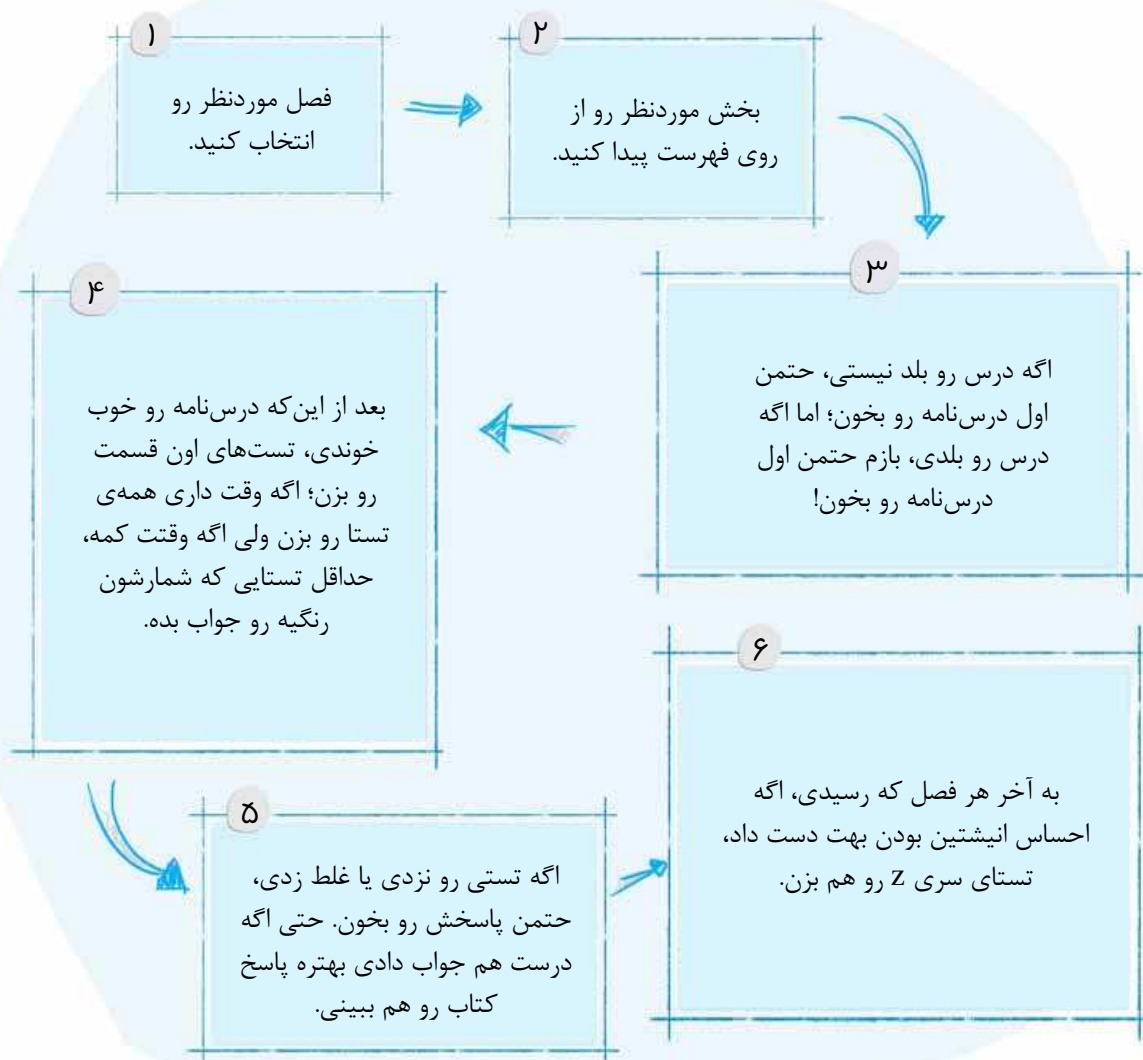 ۱
فصل موردنظر رو
انتخاب کنید.
۲
بخش موردنظر رو از
روی فهرست پیدا کنید.
۳
اگه درس رو بلد نیستی، حتمن
اول درس‌نامه رو بخون؛ اما اگه
درس رو بلدی، بازم حتمن اول
درس‌نامه رو بخون!
۴
بعد از این‌که درس‌نامه رو خوب
خوندی، تست‌های اون قسمت
رو بزن؛ اگه وقت داری همه‌ی
تستا رو بزن ولی اگه وقتت کمه،
حداقل تستایی که شمارشون
رنگیه رو جواب بده.
۵
اگه تستی رو نزدی یا غلط زدی،
حتمن پاسخش رو بخون. حتی اگه
درست هم جواب دادی بهتره پاسخ
کتاب رو هم ببینی.
۶
به آخر هر فصل که رسیدی، اگه
احساس انیشتین بودن بهت دست داد،
تستای سری Z رو هم بزن.